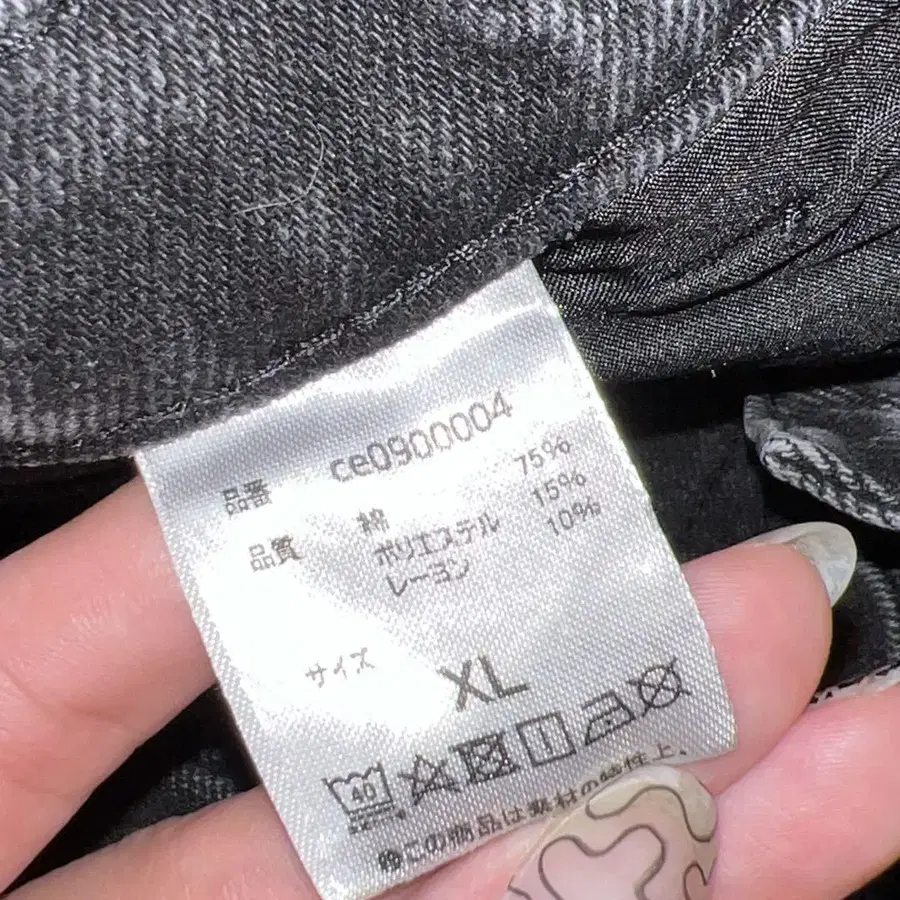 品番 ce0900004
品質 綿 75%
ポリエステル 15%
レーヨン 10%
サイズ
XL
40
●この商品は素材の特性上、